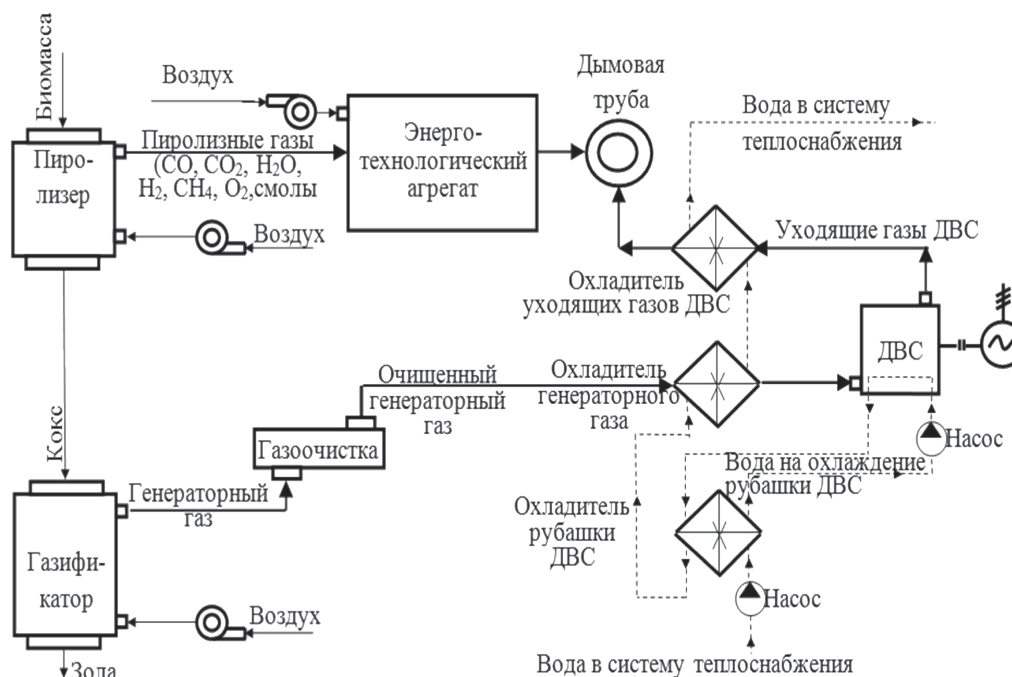 Биомасса
Воздух
Пиро-
лизер
Пиролизные газы
(CO, CO2, H2O,
H2, CH4, O2,смолы
Воздух
Энерго-
технологический
агрегат
Дымовая
труба
Вода в систему
теплоснабжения
Уходящие газы ДВС
Охладитель
уходящих газов ДВС
ДВС
Кокс
Очищенный
генераторный
газ
Охладитель
генераторного
газа
Газоочистка
Насос
Вода на охлаждение
рубашки ДВС
Генераторный
газ
Охладитель
рубашки
ДВС
Газифи-
катор
Воздух
Насос
Зола
Вода в систему теплоснабжения